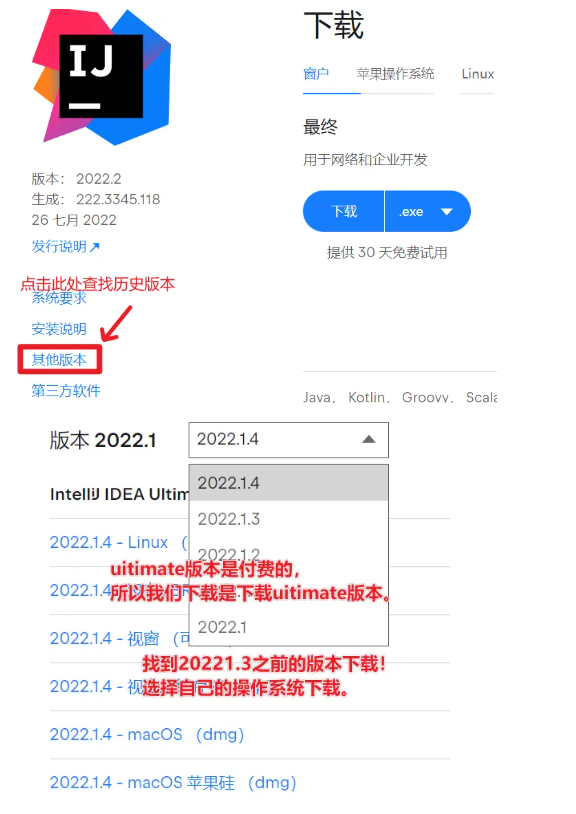 IJ
下载
窗户 苹果操作系统 Linux
最终
用于网络和企业开发
下载 .exe
提供 30 天免费试用
版本： 2022.2
生成： 222.3345.118
26 七月 2022
发行说明
点击此处查找历史版本
系统要求
安装说明
其他版本
第三方软件
Java， Kotlin， Groovy， Scala
版本 2022.1
2022.1.4
2022.1.4
2022.1.3
2022.1.2
2022.1
IntelliJ IDEA Ultim
2022.1.4 - Linux （
uitimate版本是付费的，
所以我们下载是下载uitimate版本。
2022.1.4 - 视窗 （可
找到20221.3之前的版本下载！
选择自己的操作系统下载。
2022.1.4 - 视
2022.1.4 - macOS （dmg）
2022.1.4 - macOS 苹果硅 （dmg）